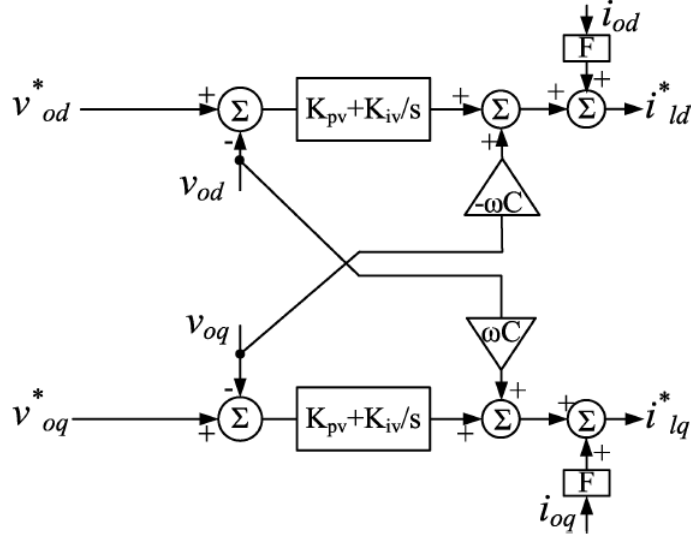 i_od
F
+
v*_od + Σ K_pv+K_iv/s + Σ + Σ i*_ld
-
+
v_od
-ωC
v_oq
ωC
-
+
v*_oq + Σ K_pv+K_iv/s + Σ + Σ i*_lq
+
F
i_oq